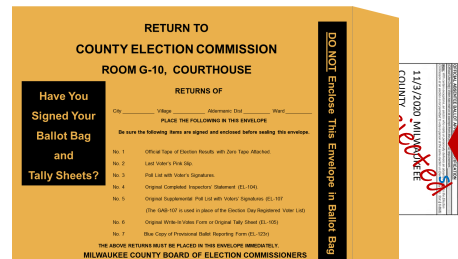 RETURN TO
COUNTY ELECTION COMMISSION
ROOM G-10, COURTHOUSE
RETURNS OF
City Village Aldermanic Dist Ward
PLACE THE FOLLOWING IN THIS ENVELOPE
Be sure the following items are signed and enclosed before sealing this envelope.
No. 1 Official Tape of Election Results with Zero Tape Attached.
No. 2 Last Voter's Pink Slip.
No. 3 Poll List with Voter's Signatures.
No. 4 Original Completed Inspectors' Statement (EL-104)
No. 5 Original Supplemental Poll List with Voters' Signatures (EL-107
(The GAB-107 is used in place of the Election Day Registered Voter List)
No. 6 Original Write-In Votes Form or Original Tally Sheet (EL-105)
No. 7 Blue Copy of Provisional Ballot Reporting Form (EL-123r)
THE ABOVE RETURNS MUST BE PLACED IN THIS ENVELOPE IMMEDIATELY.
MILWAUKEE COUNTY BOARD OF ELECTION COMMISSIONERS
Have You
Signed Your
Ballot Bag
and
Tally Sheets?
DO NOT Enclose This Envelope in Ballot Bag
11/3/2020 MILWAUKEE
COUNTY